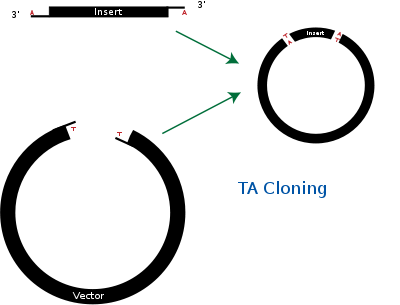 3' A Insert A 3'
A T Insert A T
T T
TA Cloning
Vector